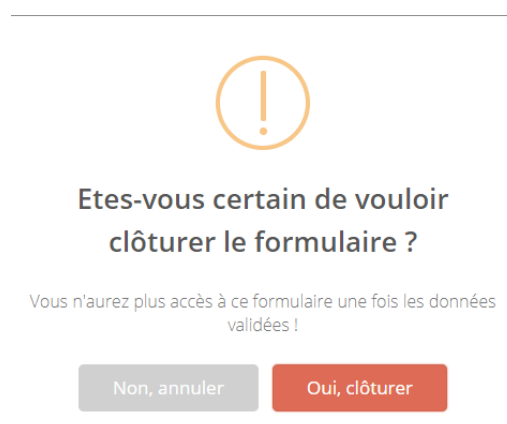 Etes-vous certain de vouloir
clôturer le formulaire ?
Vous n'aurez plus accès à ce formulaire une fois les données
validées !
Non, annuler
Oui, clôturer